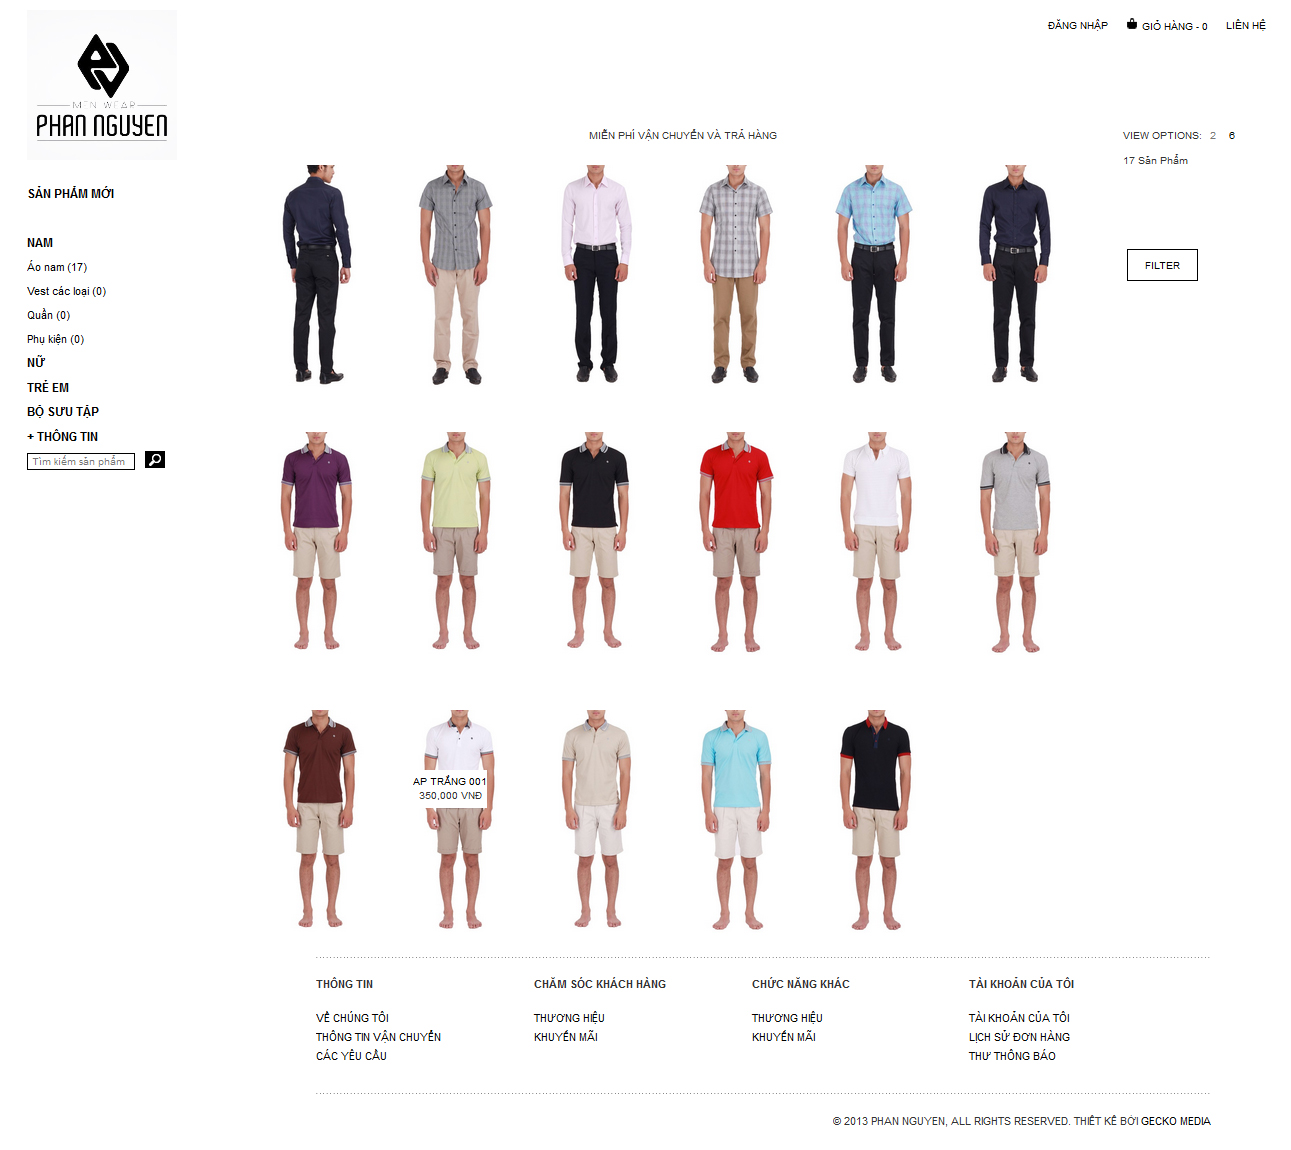 MEN WEAR
PHAN NGUYEN
ĐĂNG NHẬP
GIỎ HÀNG - 0
LIÊN HỆ
MIỄN PHÍ VẬN CHUYỂN VÀ TRẢ HÀNG
VIEW OPTIONS: 2 6
17 Sản Phẩm
FILTER
SẢN PHẨM MỚI
NAM
Áo nam (17)
Vest các loại (0)
Quần (0)
Phụ kiện (0)
NỮ
TRẺ EM
BỘ SƯU TẬP
+ THÔNG TIN
Tìm kiếm sản phẩm
AP TRẮNG 001
350,000 VNĐ
THÔNG TIN
VỀ CHÚNG TÔI
THÔNG TIN VẬN CHUYỂN
CÁC YÊU CẦU
CHĂM SÓC KHÁCH HÀNG
THƯƠNG HIỆU
KHUYẾN MÃI
CHỨC NĂNG KHÁC
THƯƠNG HIỆU
KHUYẾN MÃI
TÀI KHOẢN CỦA TÔI
TÀI KHOẢN CỦA TÔI
LỊCH SỬ ĐƠN HÀNG
THƯ THÔNG BÁO
© 2013 PHAN NGUYEN, ALL RIGHTS RESERVED. THIẾT KẾ BỞI GECKO MEDIA